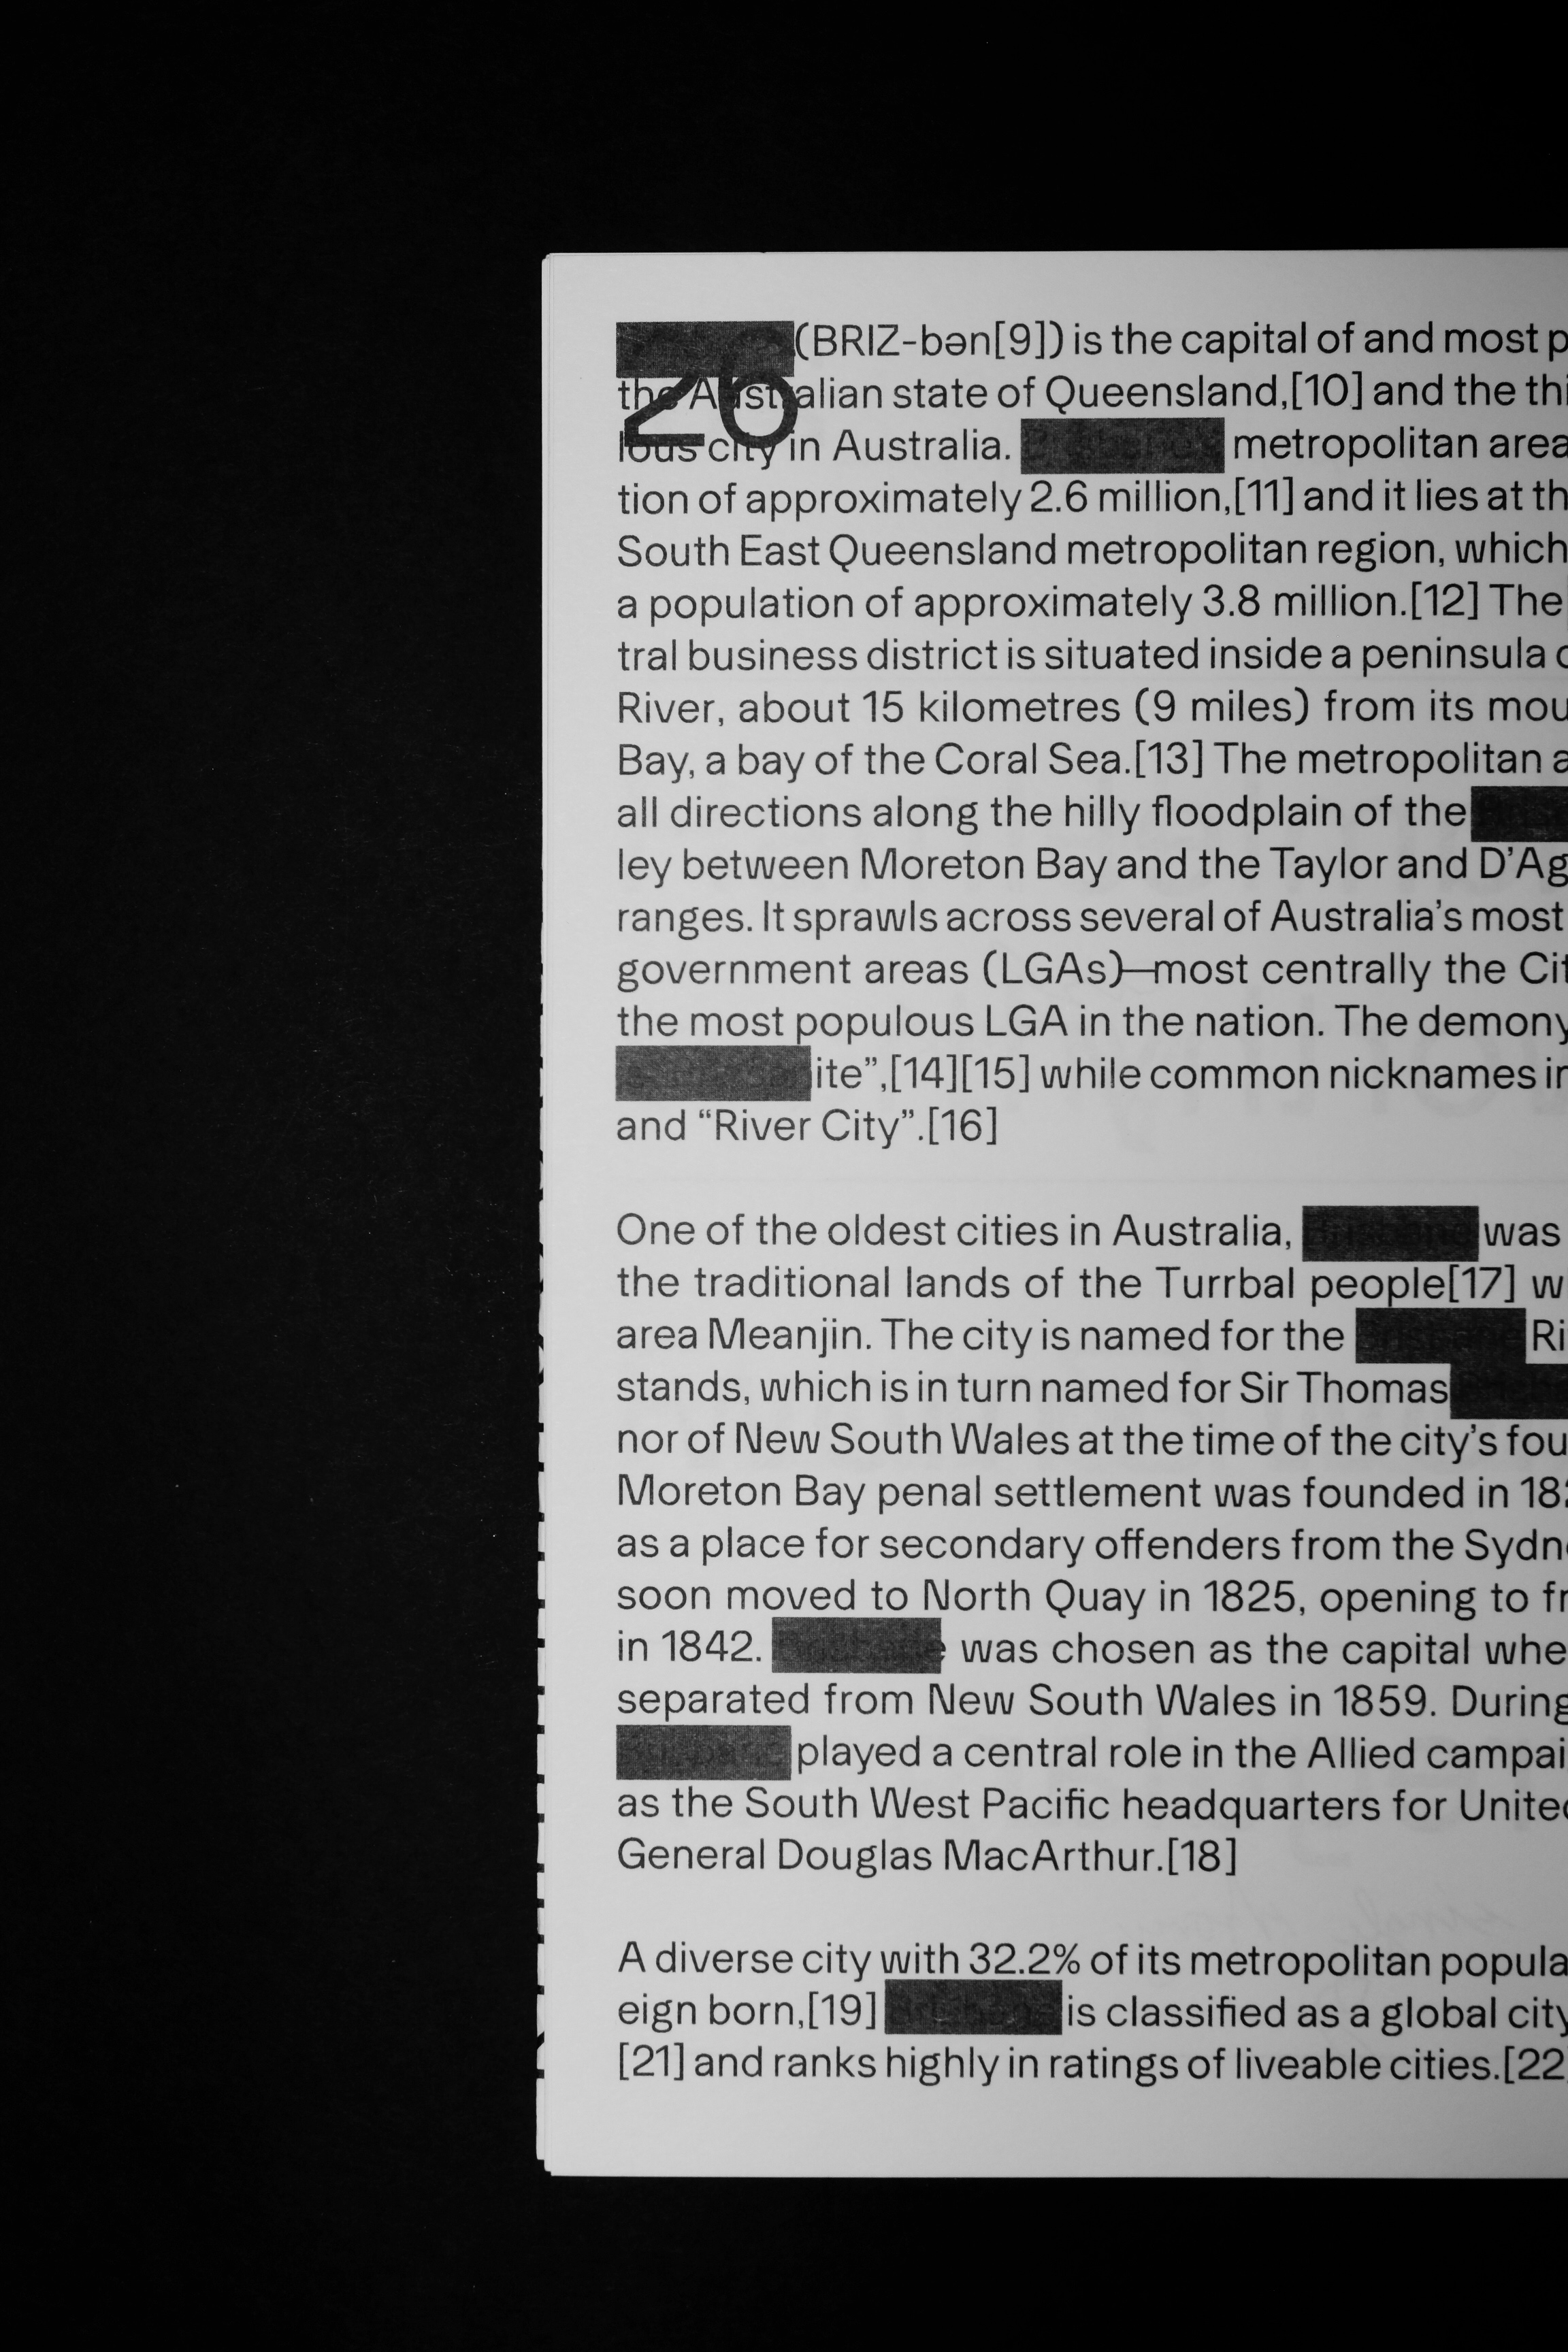 26
(BRIZ-bən[9]) is the capital of and most p
the Australian state of Queensland,[10] and the thi
lous city in Australia. metropolitan area
tion of approximately 2.6 million,[11] and it lies at th
South East Queensland metropolitan region, which
a population of approximately 3.8 million.[12] The
tral business district is situated inside a peninsula o
River, about 15 kilometres (9 miles) from its mou
Bay, a bay of the Coral Sea.[13] The metropolitan a
all directions along the hilly floodplain of the
ley between Moreton Bay and the Taylor and D’Ag
ranges. It sprawls across several of Australia’s most
government areas (LGAs)—most centrally the Cit
the most populous LGA in the nation. The demony
ite”,[14][15] while common nicknames in
and “River City”.[16]
One of the oldest cities in Australia, Brisbane was
the traditional lands of the Turrbal people[17] w
area Meanjin. The city is named for the Brisbane Ri
stands, which is in turn named for Sir Thomas
nor of New South Wales at the time of the city’s fou
Moreton Bay penal settlement was founded in 182
as a place for secondary offenders from the Sydne
soon moved to North Quay in 1825, opening to fr
in 1842. Brisbane was chosen as the capital whe
separated from New South Wales in 1859. During
Brisbane played a central role in the Allied campai
as the South West Pacific headquarters for United
General Douglas MacArthur.[18]
A diverse city with 32.2% of its metropolitan popula
eign born,[19] Brisbane is classified as a global city
[21] and ranks highly in ratings of liveable cities.[22]